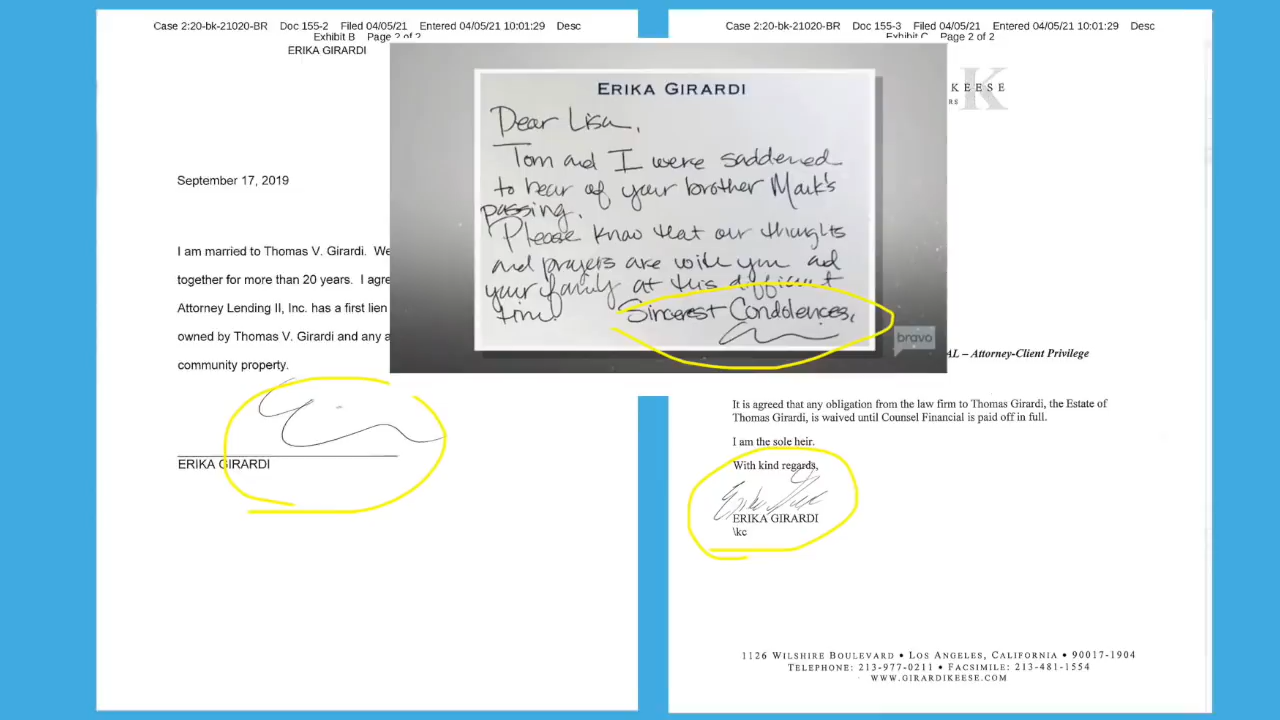 Case 2:20-bk-21020-BR Doc 155-2 Filed 04/05/21 Entered 04/05/21 10:01:29 Desc
Exhibit B Page 2 of 2
ERIKA GIRARDI
September 17, 2019
I am married to Thomas V. Girardi. We
together for more than 20 years. I agre
Attorney Lending II, Inc. has a first lien
owned by Thomas V. Girardi and any a
community property.
ERIKA GIRARDI
ERIKA GIRARDI
Dear Lisa,
Tom and I were saddened
to hear of your brother Mark's
passing.
Please know that our thoughts
and prayers are with you and
your family at this difficult
time.
Sincerest Condolences,
bravo
Case 2:20-bk-21020-BR Doc 155-3 Filed 04/05/21 Entered 04/05/21 10:01:29 Desc
Exhibit C Page 2 of 2
K
KEESE
RS
AL – Attorney-Client Privilege
It is agreed that any obligation from the law firm to Thomas Girardi, the Estate of
Thomas Girardi, is waived until Counsel Financial is paid off in full.
I am the sole heir.
With kind regards,
ERIKA GIRARDI
\kc
1126 WILSHIRE BOULEVARD • LOS ANGELES, CALIFORNIA • 90017-1904
TELEPHONE: 213-977-0211 • FACSIMILE: 213-481-1554
WWW.GIRARDIKEESE.COM